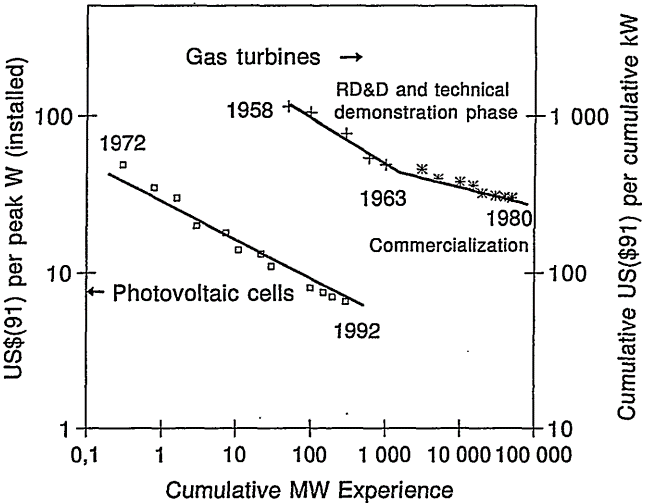 Gas turbines →
RD&D and technical
demonstration phase
1958
1963
1980
Commercialization
1972
← Photovoltaic cells
1992
US$(91) per peak W (installed)
100
10
1
Cumulative US($91) per cumulative kW
1 000
100
10
0,1 1 10 100 1 000 10 000 100 000
Cumulative MW Experience